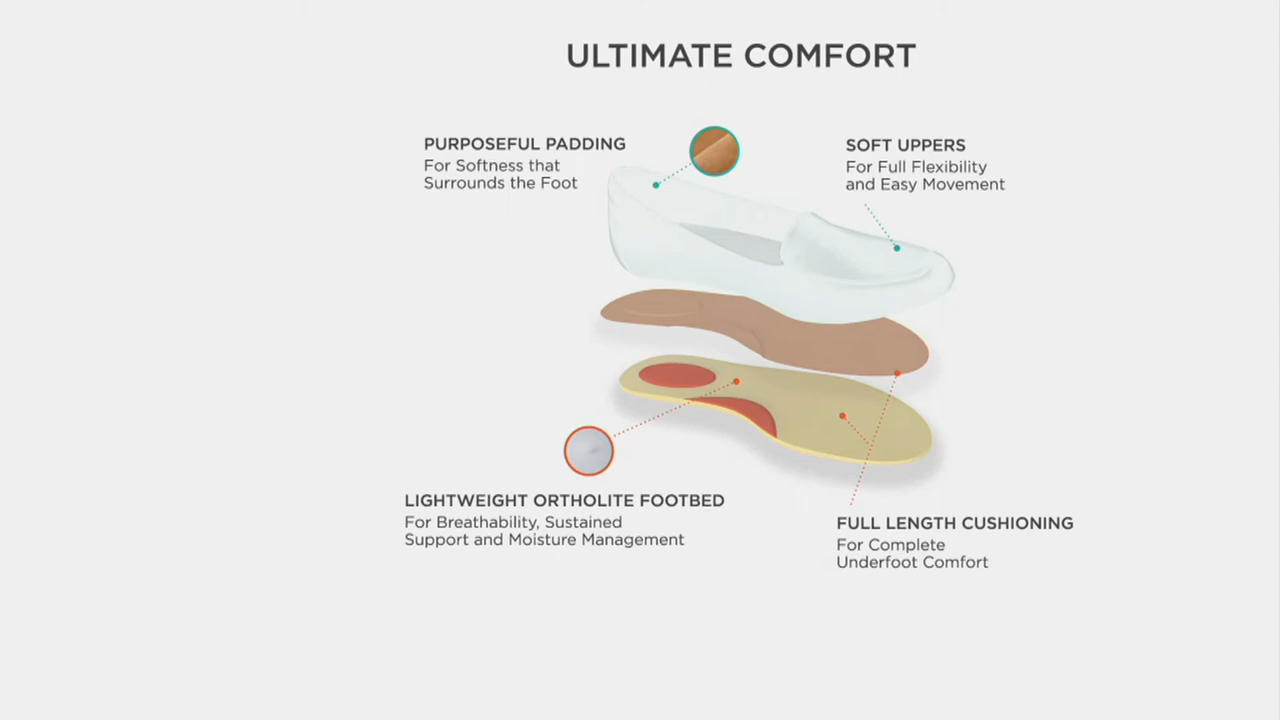 ULTIMATE COMFORT
PURPOSEFUL PADDING
For Softness that
Surrounds the Foot
SOFT UPPERS
For Full Flexibility
and Easy Movement
LIGHTWEIGHT ORTHOLITE FOOTBED
For Breathability, Sustained
Support and Moisture Management
FULL LENGTH CUSHIONING
For Complete
Underfoot Comfort